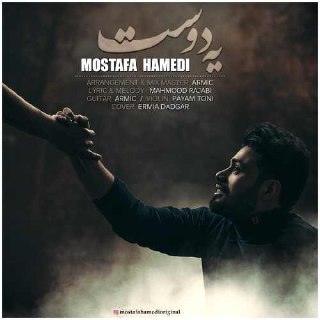 یه دوست
MOSTAFA HAMEDI
ARRANGEMENT & MIX MASTER: ARMIC
LYRIC & MELODY: MAHMOOD RAJABI
GUITAR: ARMIC / VIOLIN: PAYAM TONI
COVER: ERMIA DADGAR
mostafahamedioriginal